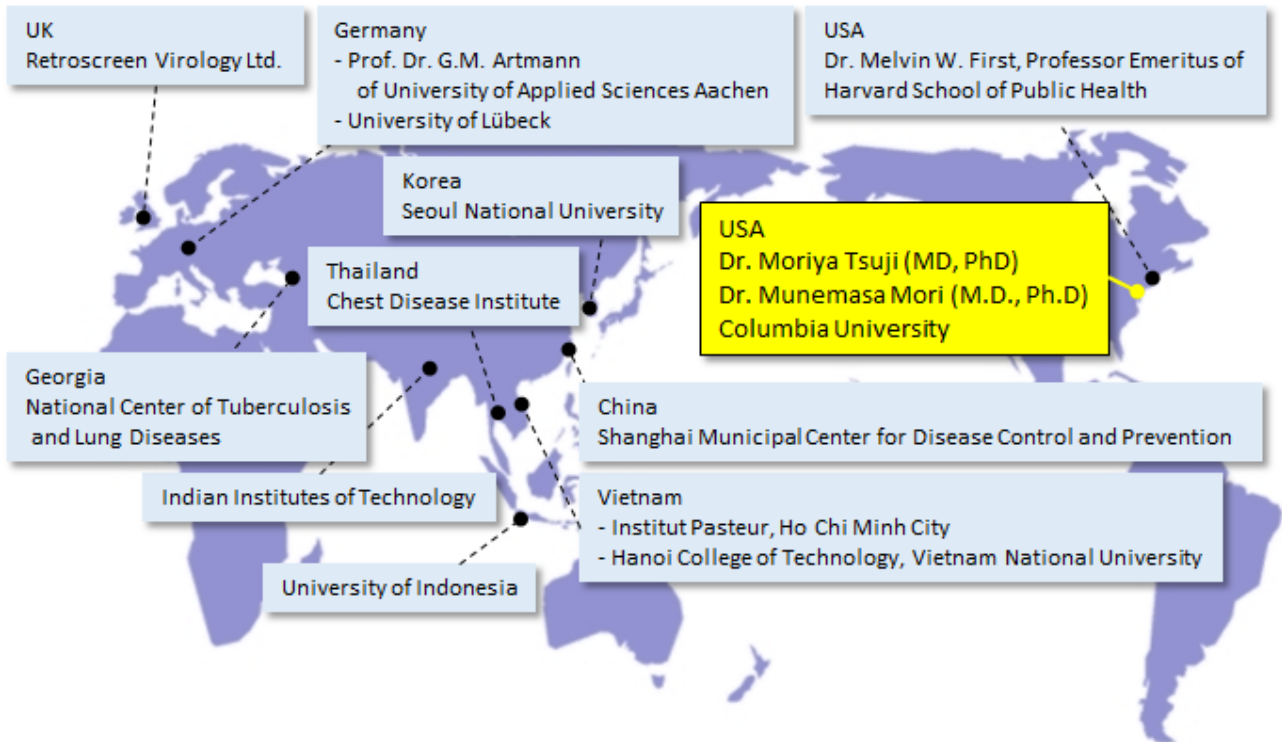 UK
Retroscreen Virology Ltd.
Germany
- Prof. Dr. G.M. Artmann
of University of Applied Sciences Aachen
- University of Lübeck
USA
Dr. Melvin W. First, Professor Emeritus of
Harvard School of Public Health
Korea
Seoul National University
USA
Dr. Moriya Tsuji (MD, PhD)
Dr. Munemasa Mori (M.D., Ph.D)
Columbia University
Thailand
Chest Disease Institute
Georgia
National Center of Tuberculosis
and Lung Diseases
China
Shanghai Municipal Center for Disease Control and Prevention
Indian Institutes of Technology
Vietnam
- Institut Pasteur, Ho Chi Minh City
- Hanoi College of Technology, Vietnam National University
University of Indonesia